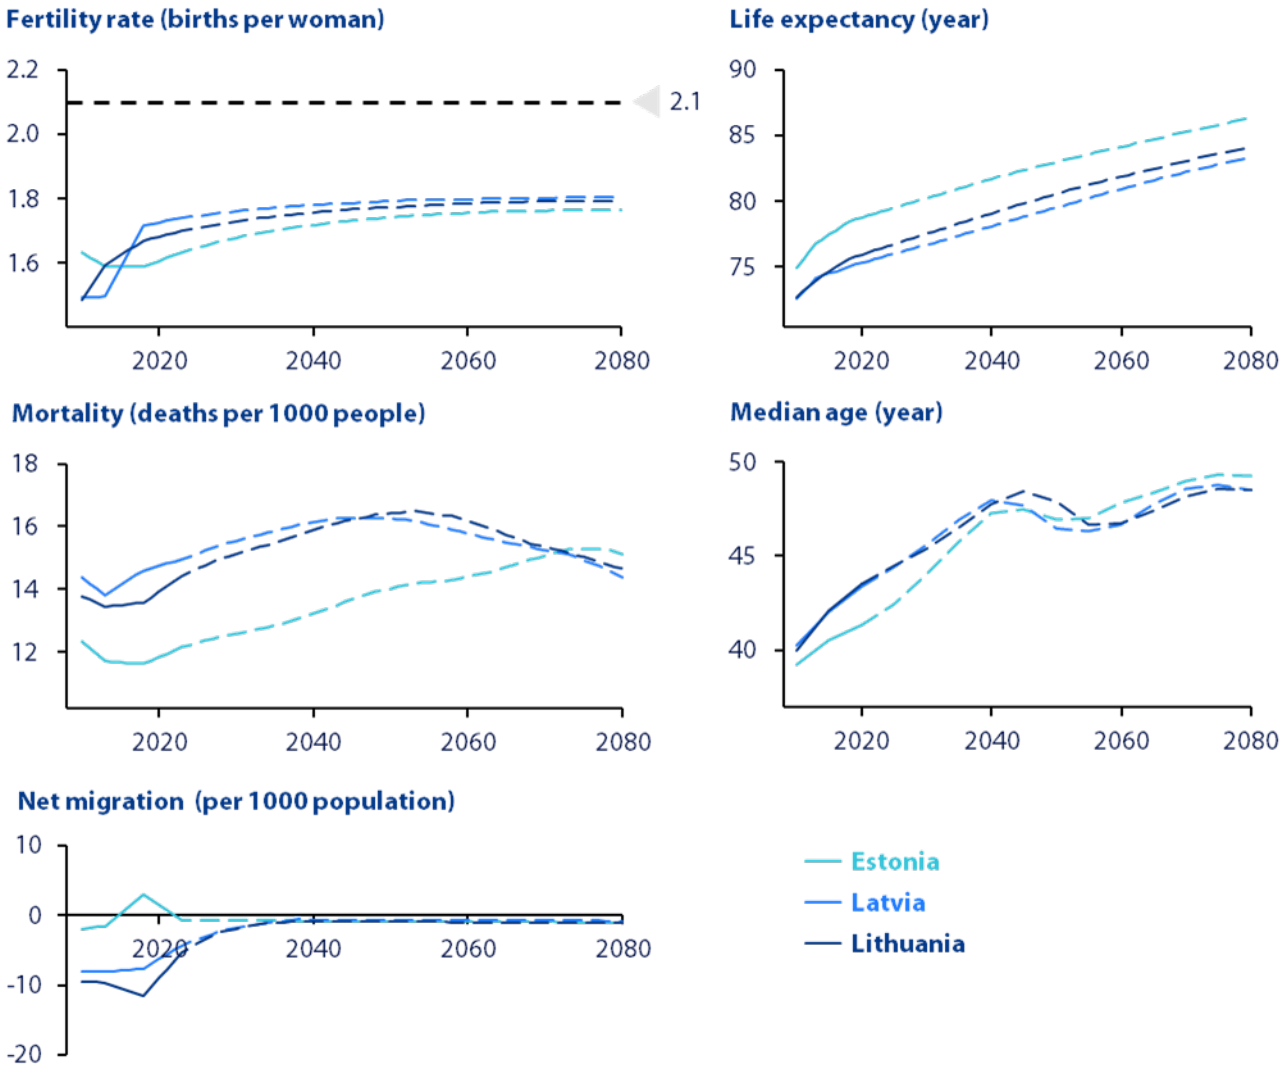 Fertility rate (births per woman)
2.2
2.0
1.8
1.6
2.1
2020 2040 2060 2080
Life expectancy (year)
90
85
80
75
2020 2040 2060 2080
Mortality (deaths per 1000 people)
18
16
14
12
2020 2040 2060 2080
Median age (year)
50
45
40
2020 2040 2060 2080
Net migration (per 1000 population)
10
0
-10
-20
2020 2040 2060 2080
Estonia
Latvia
Lithuania